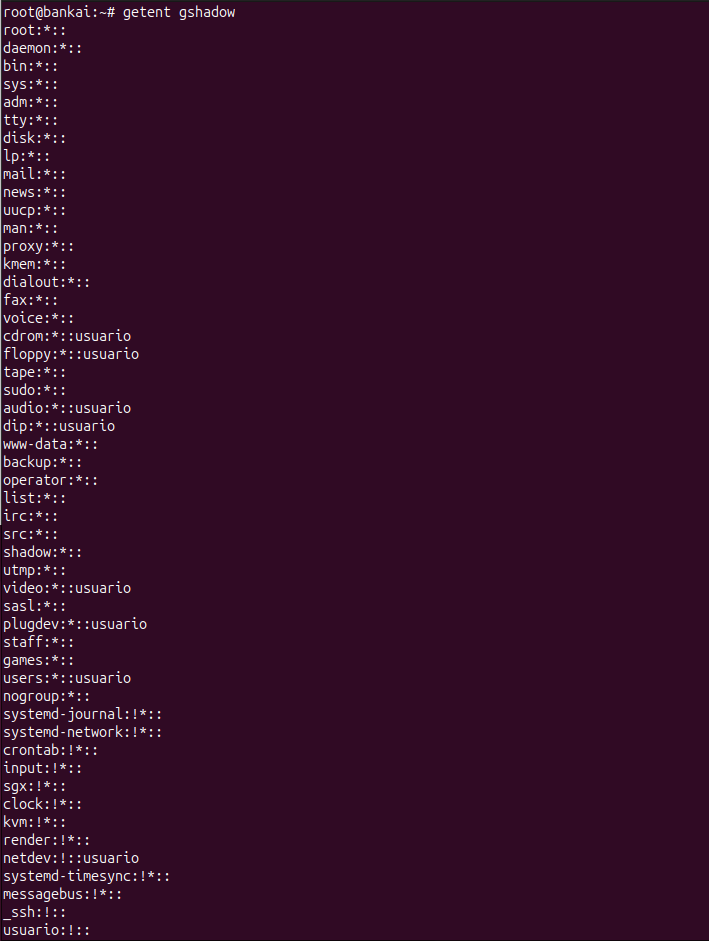 root@bankai:~# getent gshadow
root:*::
daemon:*::
bin:*::
sys:*::
adm:*::
tty:*::
disk:*::
lp:*::
mail:*::
news:*::
uucp:*::
man:*::
proxy:*::
kmem:*::
dialout:*::
fax:*::
voice:*::
cdrom:*::usuario
floppy:*::usuario
tape:*::
sudo:*::
audio:*::usuario
dip:*::usuario
www-data:*::
backup:*::
operator:*::
list:*::
irc:*::
src:*::
shadow:*::
utmp:*::
video:*::usuario
sasl:*::
plugdev:*::usuario
staff:*::
games:*::
users:*::usuario
nogroup:*::
systemd-journal:!*::
systemd-network:!*::
crontab:!*::
input:!*::
sgx:!*::
clock:!*::
kvm:!*::
render:!*::
netdev:!::usuario
systemd-timesync:!*::
messagebus:!*::
_ssh:!::
usuario:!::